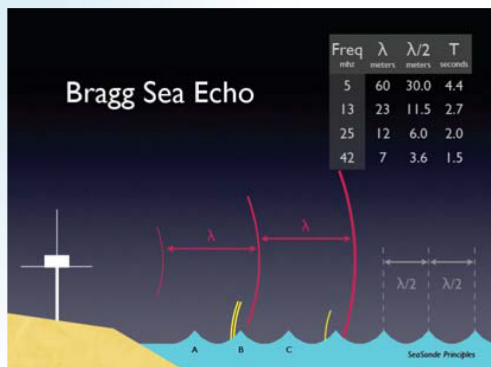 Bragg Sea Echo
Freq λ λ/2 T
mhz meters meters seconds
5 60 30.0 4.4
13 23 11.5 2.7
25 12 6.0 2.0
42 7 3.6 1.5
λ λ
λ/2 λ/2
A B C
SeaSonde Principles